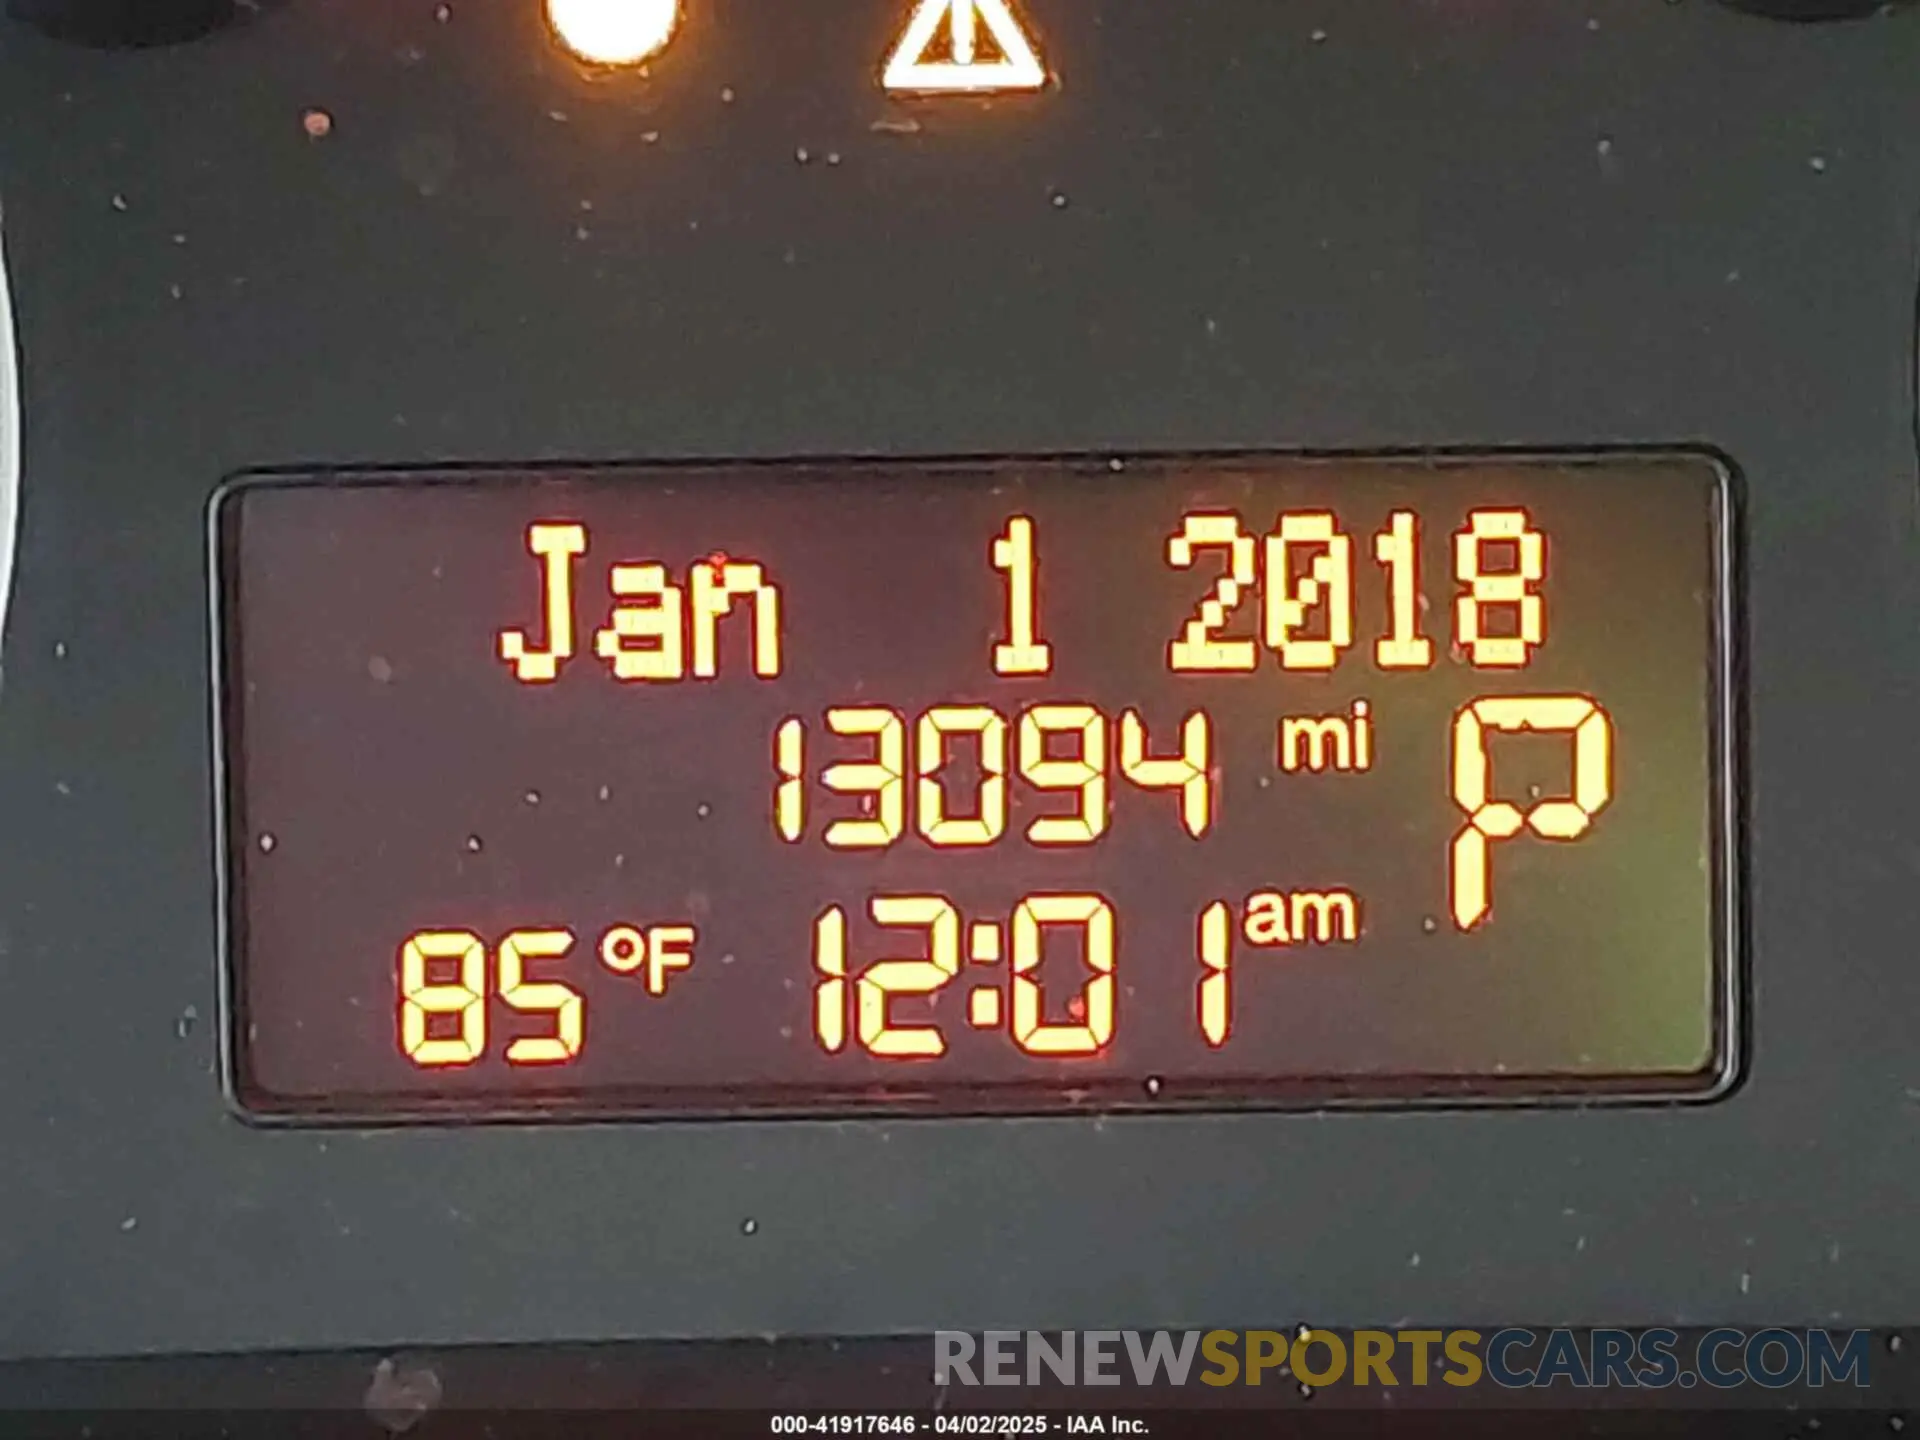 Jan 1 2018
13094 mi P
85 °F 12:01 am
RENEWSPORTSCARS.COM
000-41917646 - 04/02/2025 - IAA Inc.